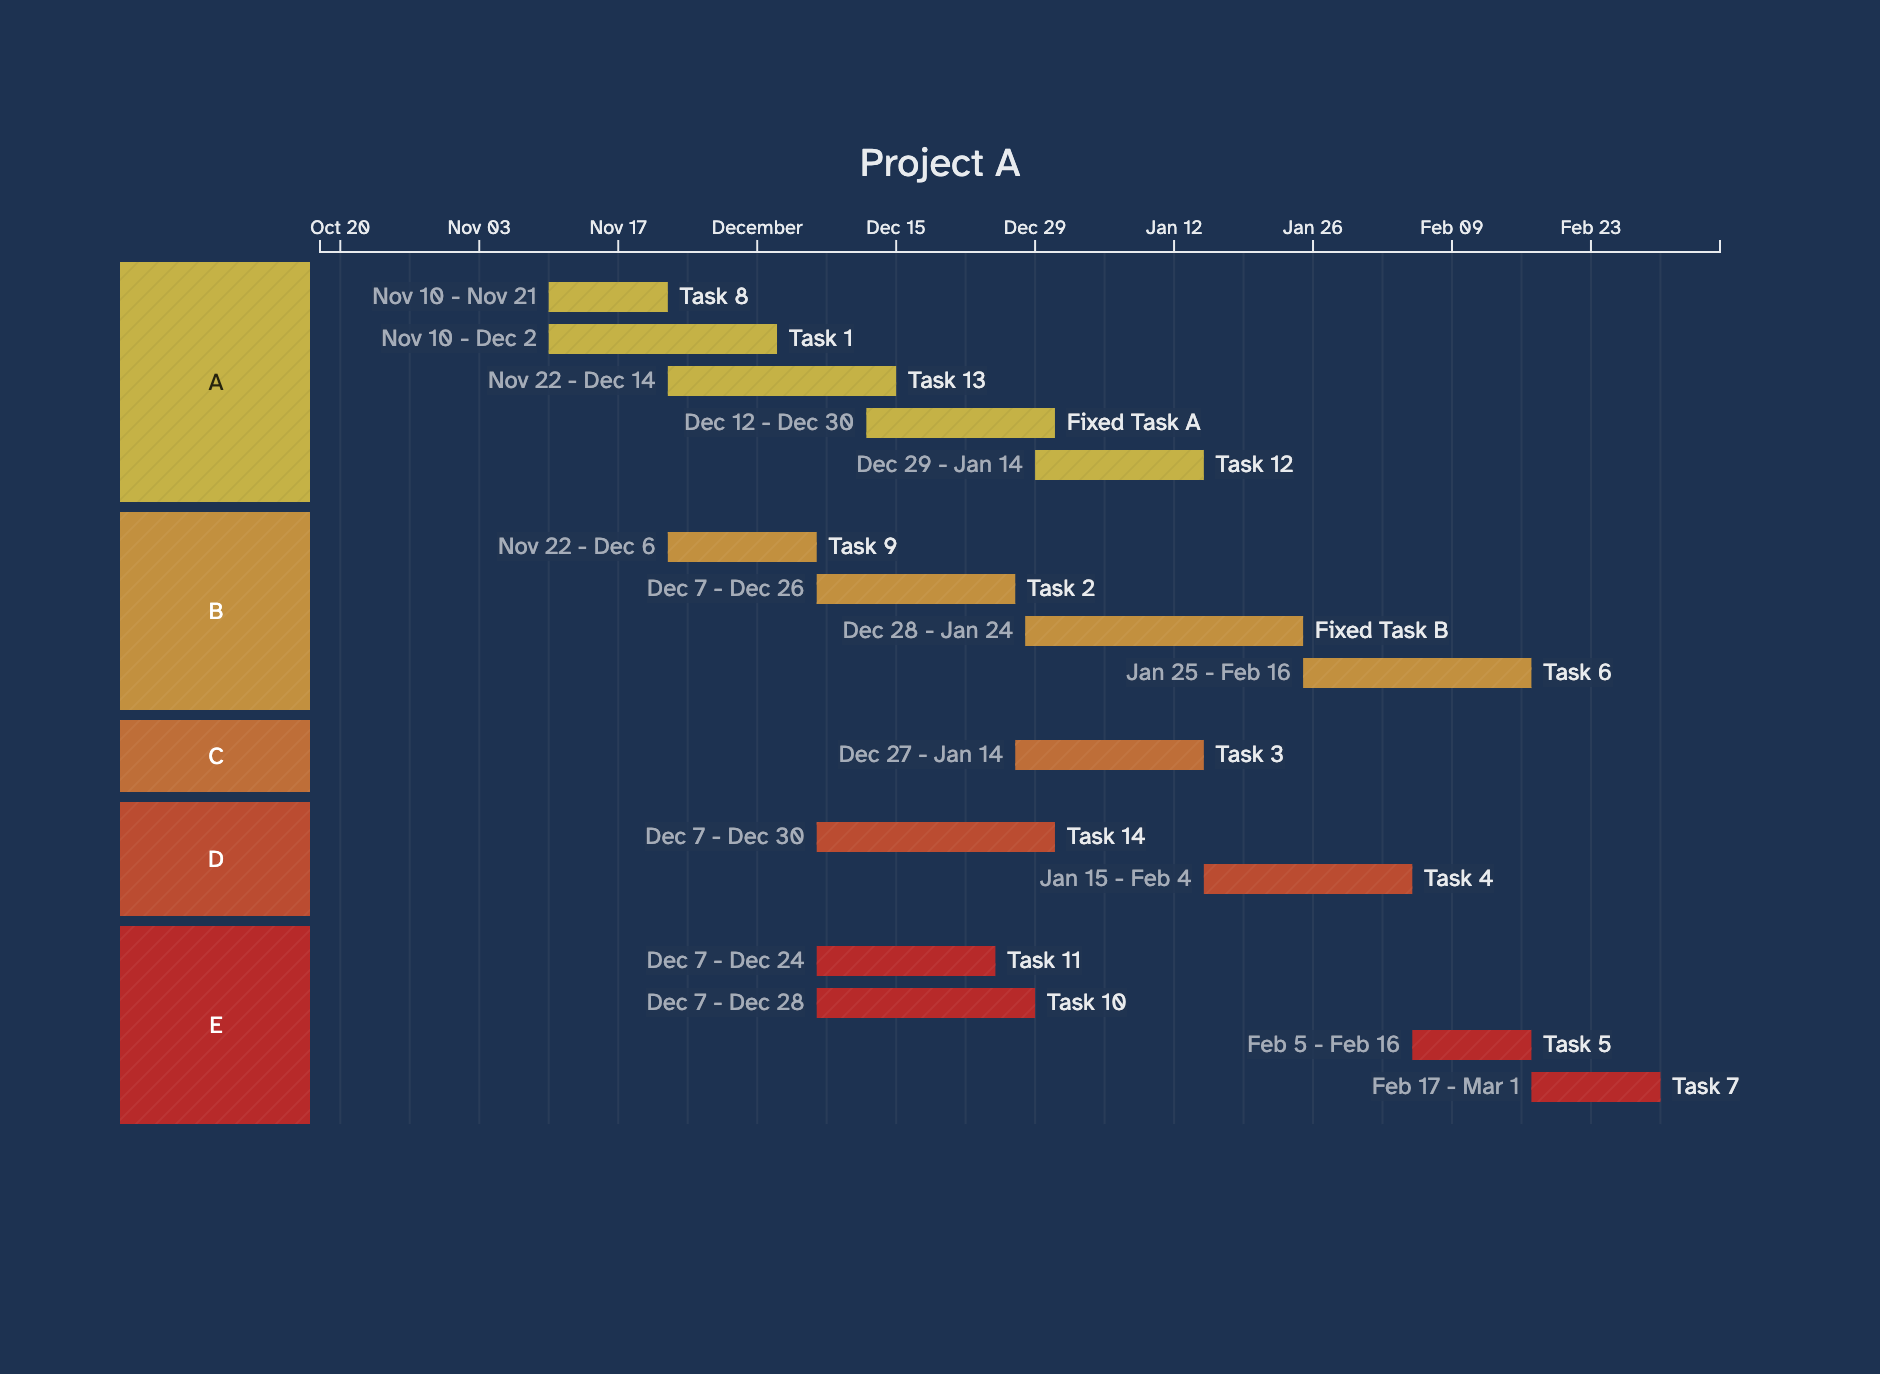 Project A
Oct 20 Nov 03 Nov 17 December Dec 15 Dec 29 Jan 12 Jan 26 Feb 09 Feb 23
A
Nov 10 - Nov 21 Task 8
Nov 10 - Dec 2 Task 1
Nov 22 - Dec 14 Task 13
Dec 12 - Dec 30 Fixed Task A
Dec 29 - Jan 14 Task 12
B
Nov 22 - Dec 6 Task 9
Dec 7 - Dec 26 Task 2
Dec 28 - Jan 24 Fixed Task B
Jan 25 - Feb 16 Task 6
C
Dec 27 - Jan 14 Task 3
D
Dec 7 - Dec 30 Task 14
Jan 15 - Feb 4 Task 4
E
Dec 7 - Dec 24 Task 11
Dec 7 - Dec 28 Task 10
Feb 5 - Feb 16 Task 5
Feb 17 - Mar 1 Task 7